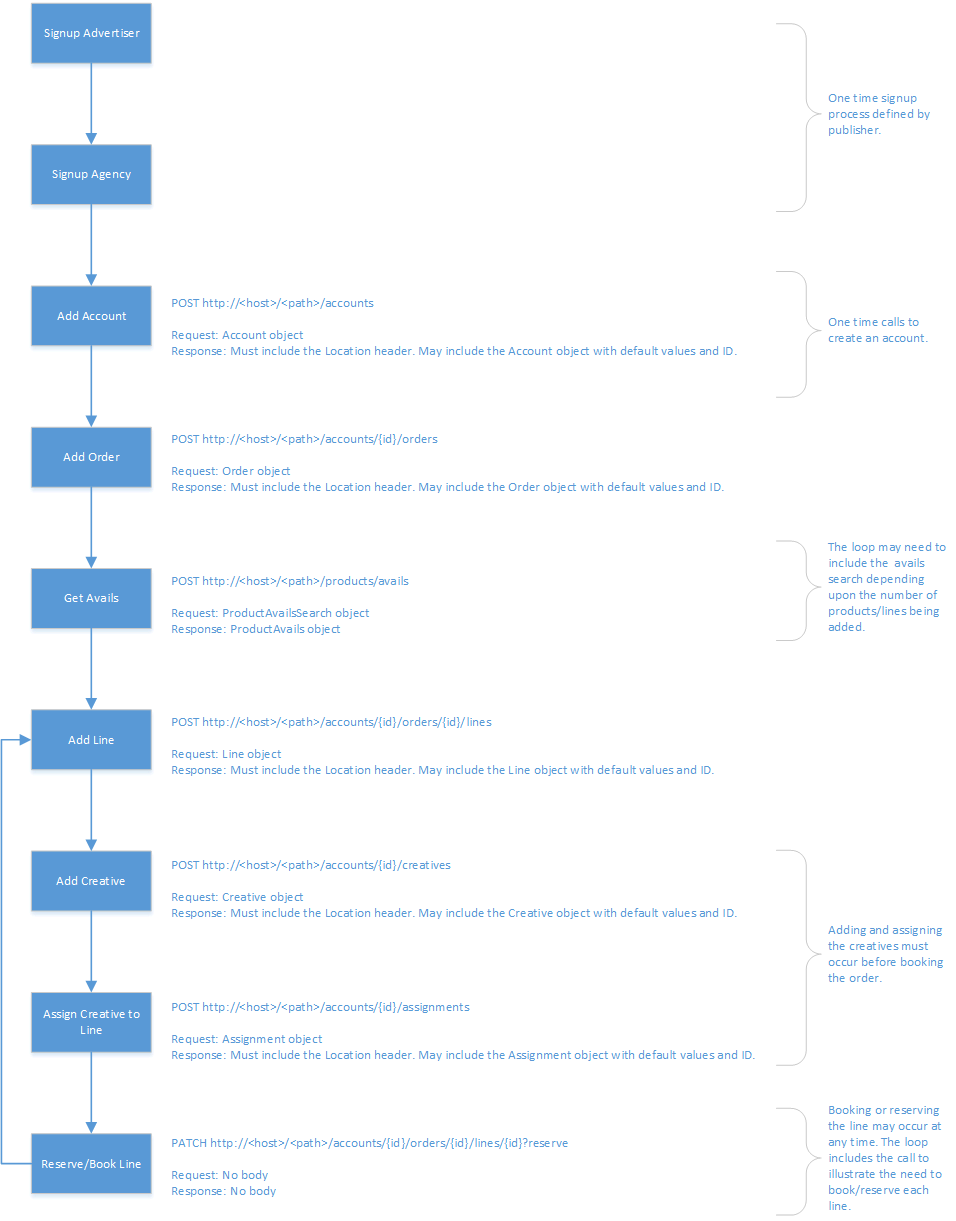 Signup Advertiser
One time signup
process defined by
publisher.
Signup Agency
Add Account
POST http://<host>/<path>/accounts
Request: Account object
Response: Must include the Location header. May include the Account object with default values and ID.
One time calls to
create an account.
Add Order
POST http://<host>/<path>/accounts/{id}/orders
Request: Order object
Response: Must include the Location header. May include the Order object with default values and ID.
Get Avails
POST http://<host>/<path>/products/avails
Request: ProductAvailsSearch object
Response: ProductAvails object
The loop may need to
include the  avails
search depending
upon the number of
products/lines being
added.
Add Line
POST http://<host>/<path>/accounts/{id}/orders/{id}/lines
Request: Line object
Response: Must include the Location header. May include the Line object with default values and ID.
Add Creative
POST http://<host>/<path>/accounts/{id}/creatives
Request: Creative object
Response: Must include the Location header. May include the Creative object with default values and ID.
Adding and assigning
the creatives must
occur before booking
the order.
Assign Creative to
Line
POST http://<host>/<path>/accounts/{id}/assignments
Request: Assignment object
Response: Must include the Location header. May include the Assignment object with default values and ID.
Reserve/Book Line
PATCH http://<host>/<path>/accounts/{id}/orders/{id}/lines/{id}?reserve
Request: No body
Response: No body
Booking or reserving
the line may occur at
any time. The loop
includes the call to
illustrate the need to
book/reserve each
line.